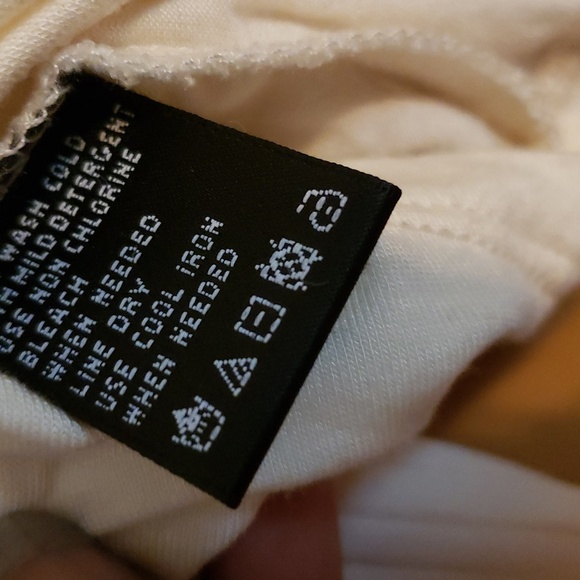 WASH COLD
MILD DETERGENT
USE NON CHLORINE
BLEACH
WHEN NEEDED
LINE DRY
USE COOL IRON
WHEN NEEDED